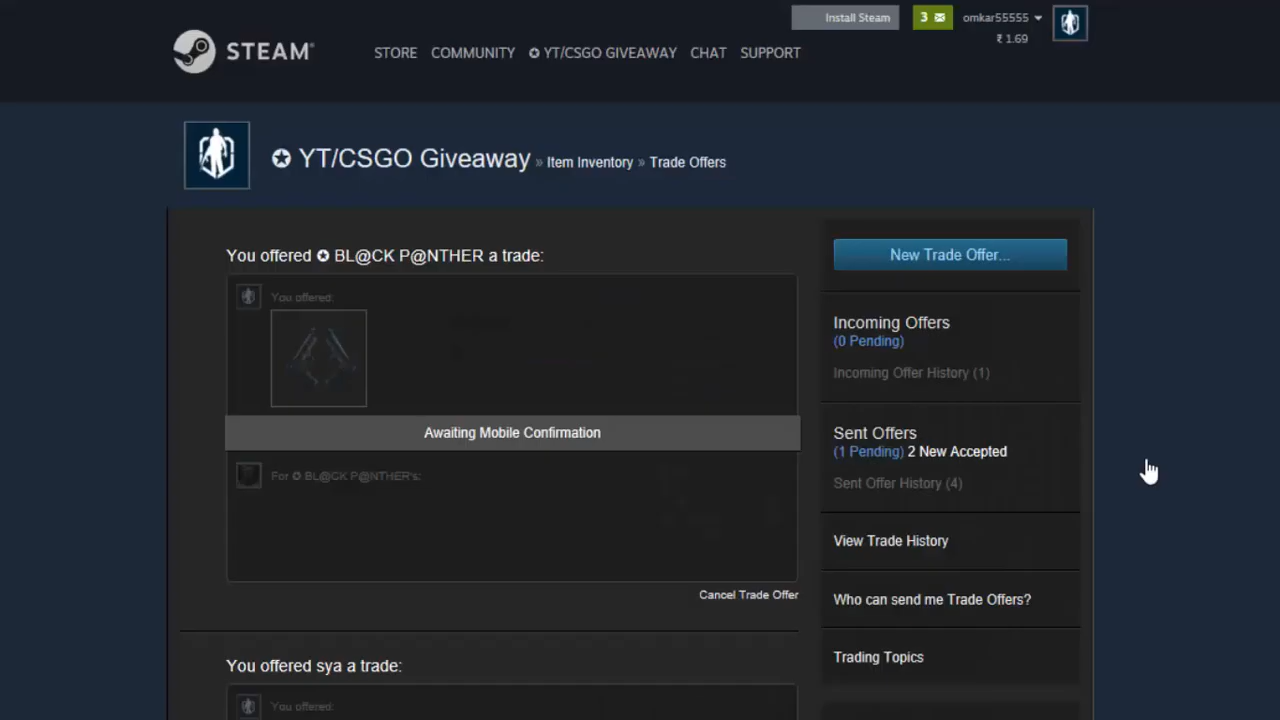 Install Steam
3
omkar55555
₹ 1.69
STEAM®
STORE COMMUNITY ✪ YT/CSGO GIVEAWAY CHAT SUPPORT
✪ YT/CSGO Giveaway » Item Inventory » Trade Offers
You offered ✪ BL@CK P@NTHER a trade:
You offered:
Awaiting Mobile Confirmation
For ✪ BL@CK P@NTHER's:
Cancel Trade Offer
You offered sya a trade:
You offered:
New Trade Offer...
Incoming Offers
(0 Pending)
Incoming Offer History (1)
Sent Offers
(1 Pending) 2 New Accepted
Sent Offer History (4)
View Trade History
Who can send me Trade Offers?
Trading Topics